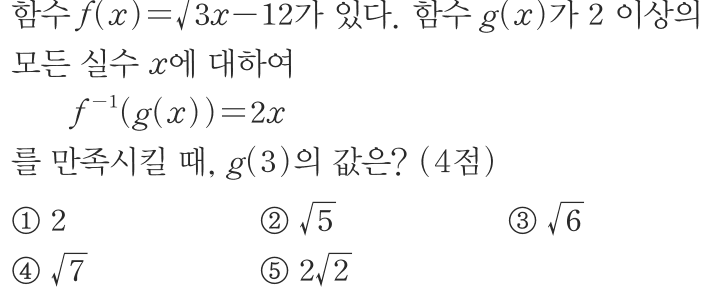 함수 f(x)=√3x−12가 있다. 함수 g(x)가 2 이상의
모든 실수 x에 대하여
f⁻¹(g(x))=2x
를 만족시킬 때, g(3)의 값은? (4점)
① 2 ② √5 ③ √6
④ √7 ⑤ 2√2